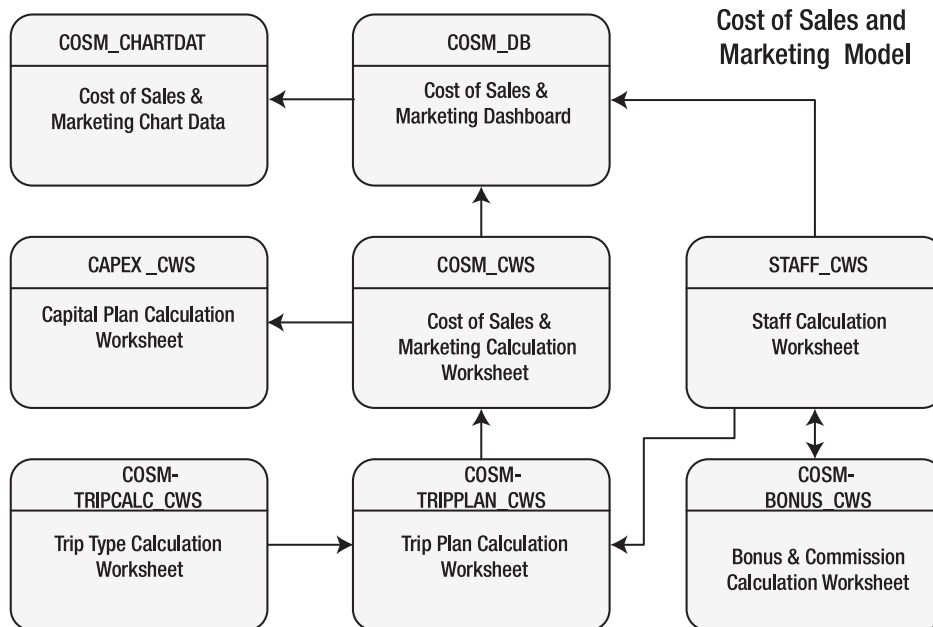 Cost of Sales and
Marketing Model
COSM_CHARTDAT
Cost of Sales &
Marketing Chart Data
COSM_DB
Cost of Sales &
Marketing Dashboard
CAPEX _CWS
Capital Plan Calculation
Worksheet
COSM_CWS
Cost of Sales &
Marketing Calculation
Worksheet
STAFF_CWS
Staff Calculation
Worksheet
COSM-
TRIPCALC_CWS
Trip Type Calculation
Worksheet
COSM-
TRIPPLAN_CWS
Trip Plan Calculation
Worksheet
COSM-
BONUS_CWS
Bonus & Commission
Calculation Worksheet